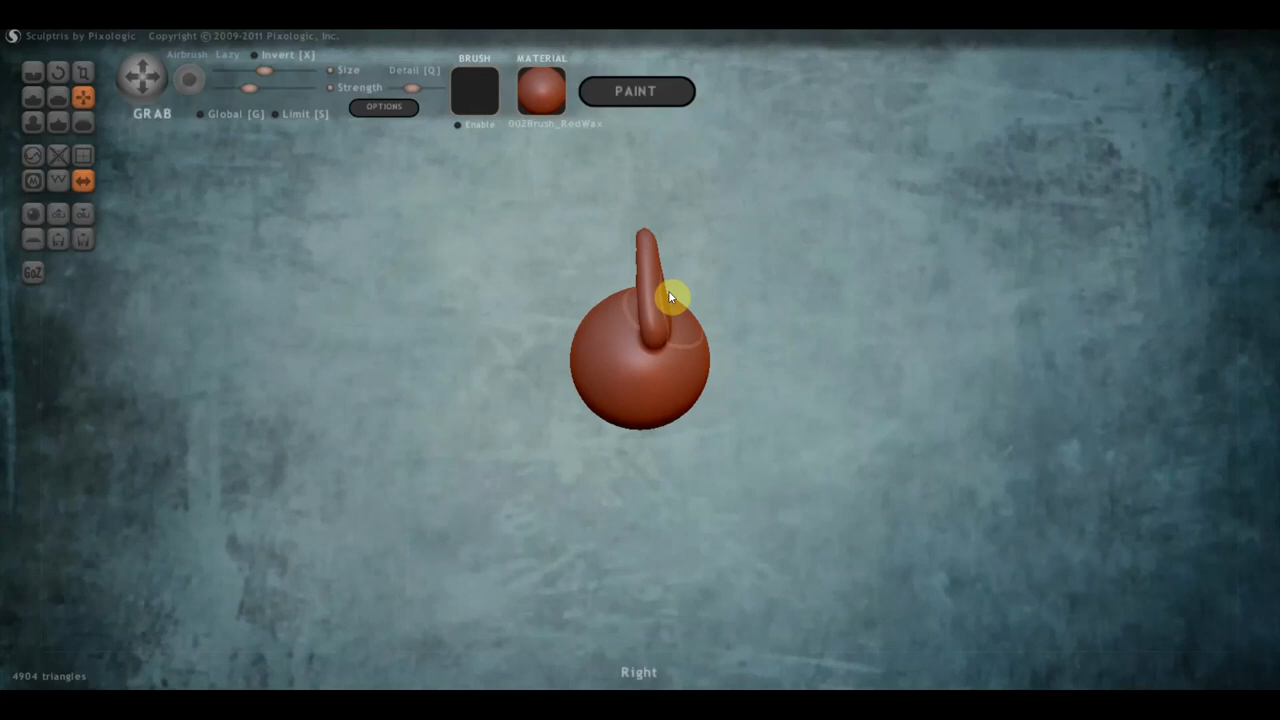 Sculptris by Pixologic Copyright © 2009-2011 Pixologic, Inc.
Airbrush Lazy Invert [X]
Size Detail [Q]
Strength
GRAB Global [G] Limit [S] OPTIONS
BRUSH MATERIAL
PAINT
Enable 00ZBrush_RedWax
GoZ
4904 triangles
Right